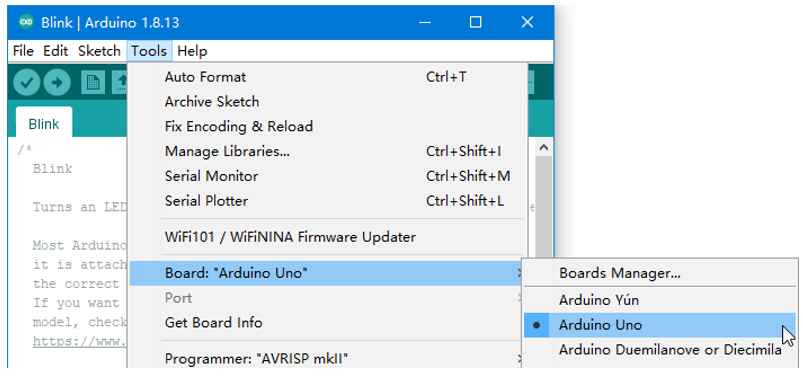 Blink | Arduino 1.8.13
File Edit Sketch Tools Help
Auto Format Ctrl+T
Archive Sketch
Fix Encoding & Reload
Manage Libraries... Ctrl+Shift+I
Serial Monitor Ctrl+Shift+M
Serial Plotter Ctrl+Shift+L
WiFi101 / WiFiNINA Firmware Updater
Board: "Arduino Uno"
Port
Get Board Info
Programmer: "AVRISP mkII"
Boards Manager...
Arduino Yún
Arduino Uno
Arduino Duemilanove or Diecimila
Blink
/*
Blink
Turns an LED
Most Arduino
it is attach
the correct
If you want
model, check
https://www.